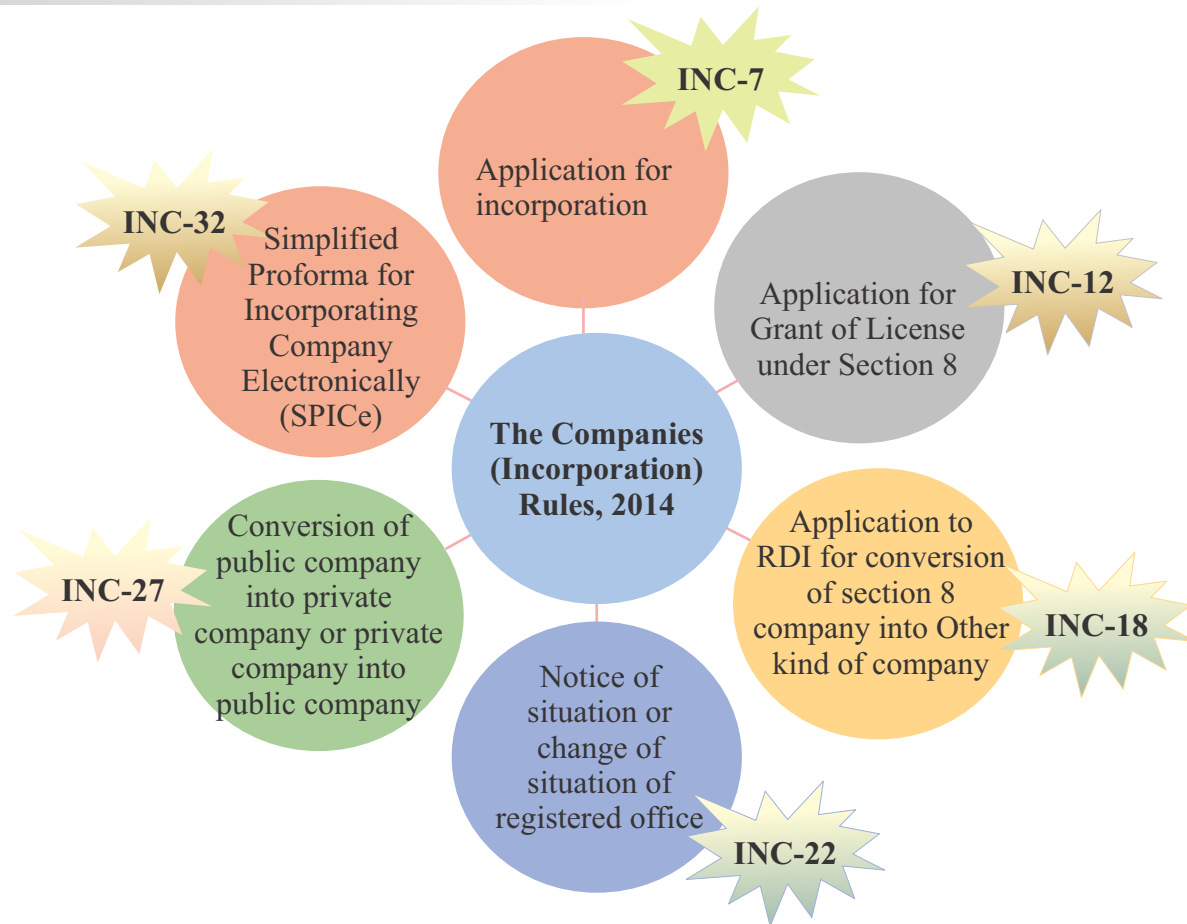 INC-7
Application for
incorporation
INC-32
Simplified
Proforma for
Incorporating
Company
Electronically
(SPICe)
INC-12
Application for
Grant of License
under Section 8
The Companies
(Incorporation)
Rules, 2014
INC-27
Conversion of
public company
into private
company or private
company into
public company
Application to
RDI for conversion
of section 8
company into Other
kind of company
INC-18
Notice of
situation or
change of
situation of
registered office
INC-22